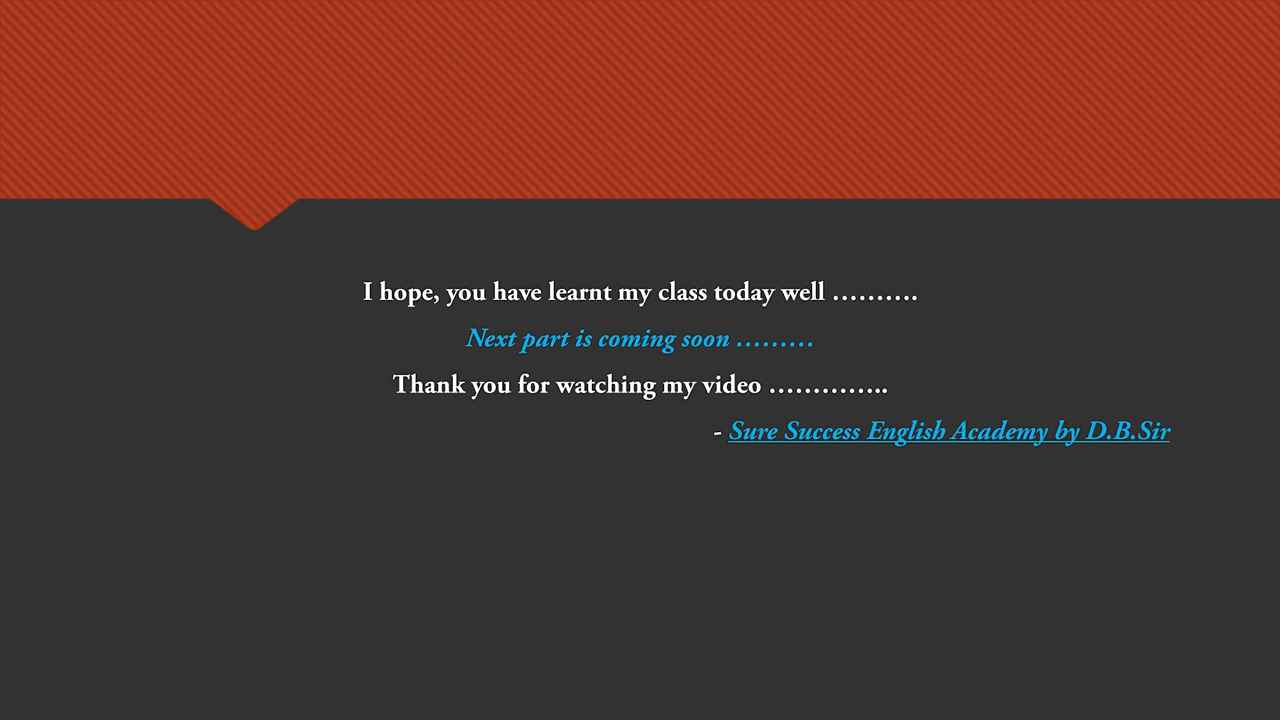 I hope, you have learnt my class today well ……….
Next part is coming soon ………
Thank you for watching my video …………..
- Sure Success English Academy by D.B.Sir